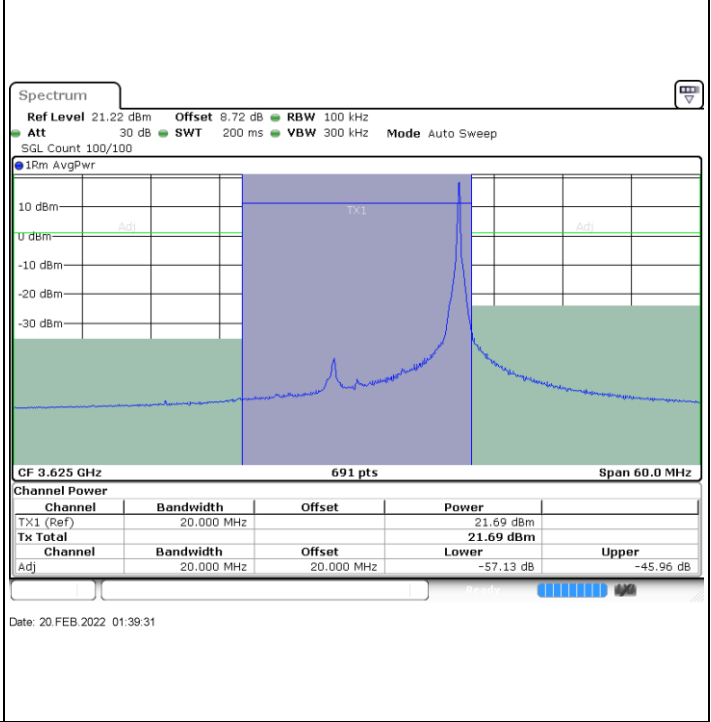 Spectrum
Ref Level 21.22 dBm Offset 8.72 dB RBW 100 kHz
Att 30 dB SWT 200 ms VBW 300 kHz Mode Auto Sweep
SGL Count 100/100
1Rm AvgPwr
10 dBm
TX1
Adj
Adj
0 dBm
-10 dBm
-20 dBm
-30 dBm
CF 3.625 GHz 691 pts Span 60.0 MHz
Channel Power
Channel Bandwidth Offset Power
TX1 (Ref) 20.000 MHz 21.69 dBm
Tx Total 21.69 dBm
Channel Bandwidth Offset Lower Upper
Adj 20.000 MHz 20.000 MHz -57.13 dB -45.96 dB
Ready
Date: 20.FEB.2022 01:39:31